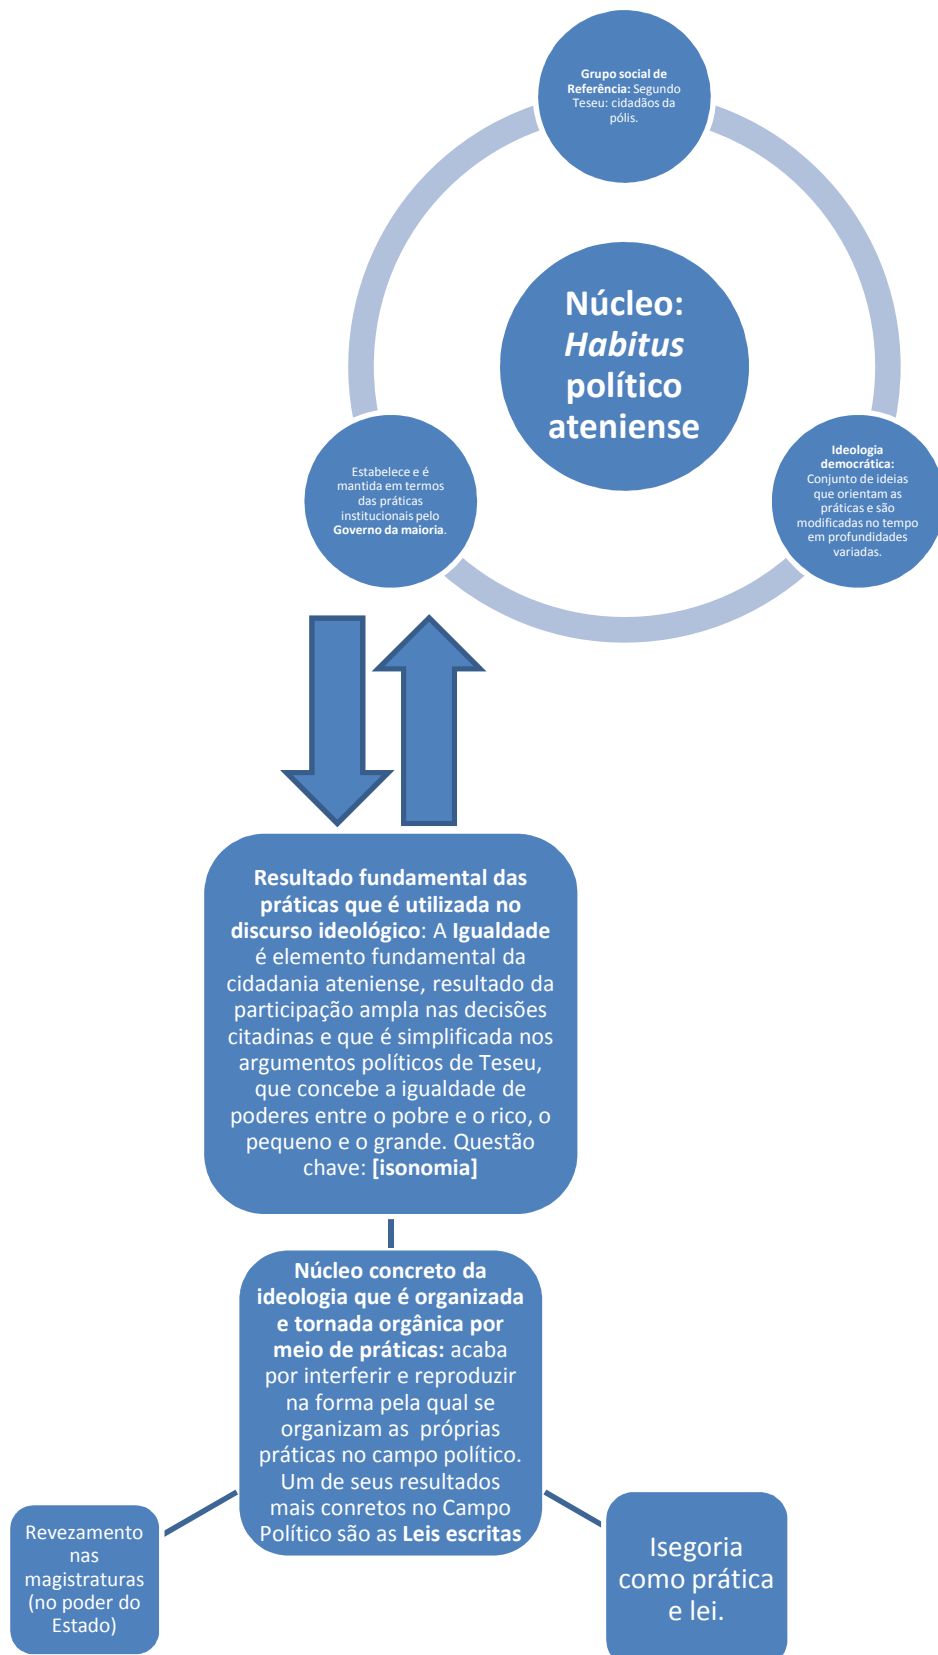 Grupo social de
Referência: Segundo
Teseu: cidadãos da
pólis.
Núcleo:
Habitus
político
ateniense
Estabelece e é
mantida em termos
das práticas
institucionais pelo
Governo da maioria.
Ideologia
democrática:
Conjunto de ideias
que orientam as
práticas e são
modificadas no tempo
em profundidades
variadas.
Resultado fundamental das
práticas que é utilizada no
discurso ideológico: A Igualdade
é elemento fundamental da
cidadania ateniense, resultado da
participação ampla nas decisões
citadinas e que é simplificada nos
argumentos políticos de Teseu,
que concebe a igualdade de
poderes entre o pobre e o rico, o
pequeno e o grande. Questão
chave: [isonomia]
Núcleo concreto da
ideologia que é organizada
e tornada orgânica por
meio de práticas: acaba
por interferir e reproduzir
na forma pela qual se
organizam as próprias
práticas no campo político.
Um de seus resultados
mais conretos no Campo
Político são as Leis escritas
Revezamento
nas
magistraturas
(no poder do
Estado)
Isegoria
como prática
e lei.